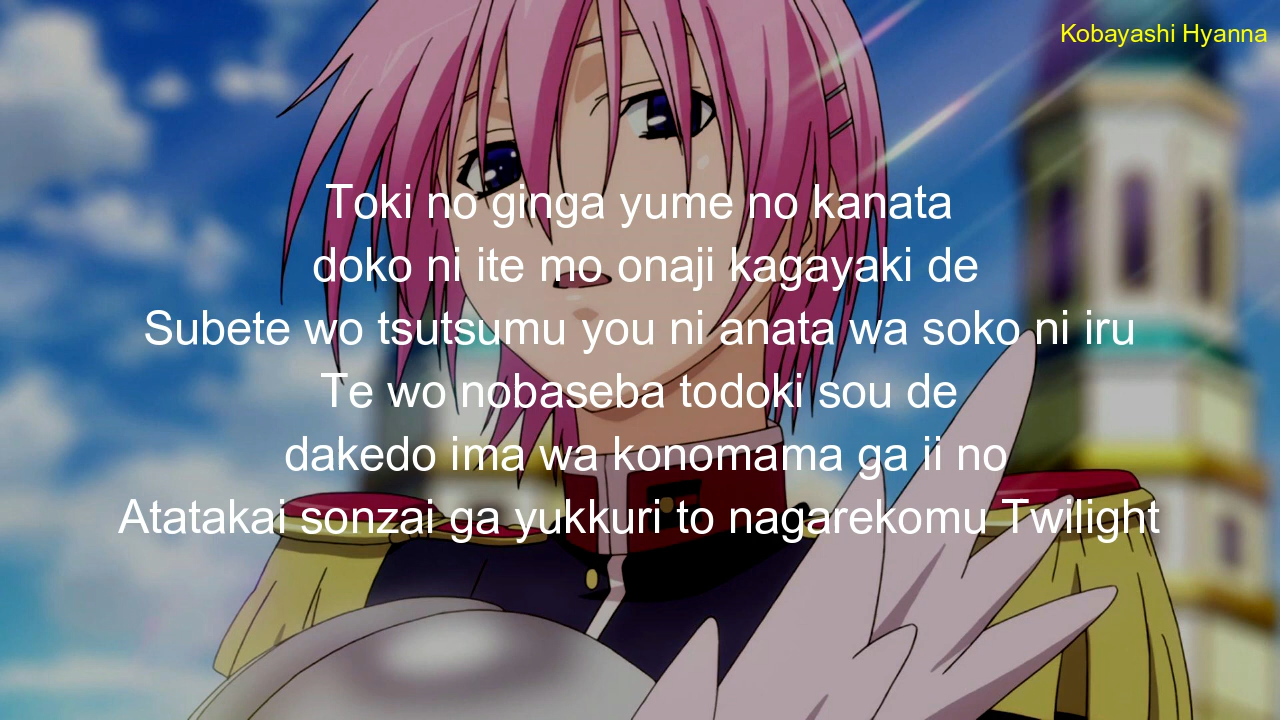 Kobayashi Hyanna
Toki no ginga yume no kanata
doko ni ite mo onaji kagayaki de
Subete wo tsutsumu you ni anata wa soko ni iru
Te wo nobaseba todoki sou de
dakedo ima wa konomama ga ii no
Atatakai sonzai ga yukkuri to nagarekomu Twilight